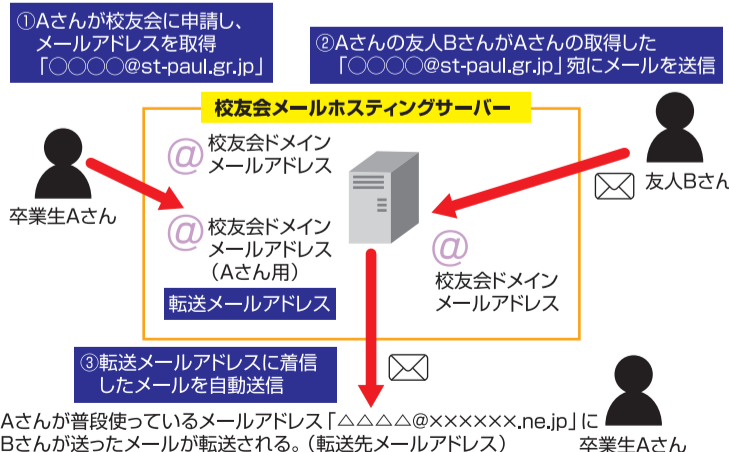 ①Aさんが校友会に申請し、
メールアドレスを取得
「○○○○@st-paul.gr.jp」
②Aさんの友人BさんがAさんの取得した
「○○○○@st-paul.gr.jp」宛にメールを送信
校友会メールホスティングサーバー
@校友会ドメイン
メールアドレス
卒業生Aさん
友人Bさん
@校友会ドメイン
メールアドレス
（Aさん用）
転送メールアドレス
@
校友会ドメイン
メールアドレス
③転送メールアドレスに着信
したメールを自動送信
Aさんが普段使っているメールアドレス「△△△△@××××××.ne.jp」に
Bさんが送ったメールが転送される。（転送先メールアドレス）
卒業生Aさん